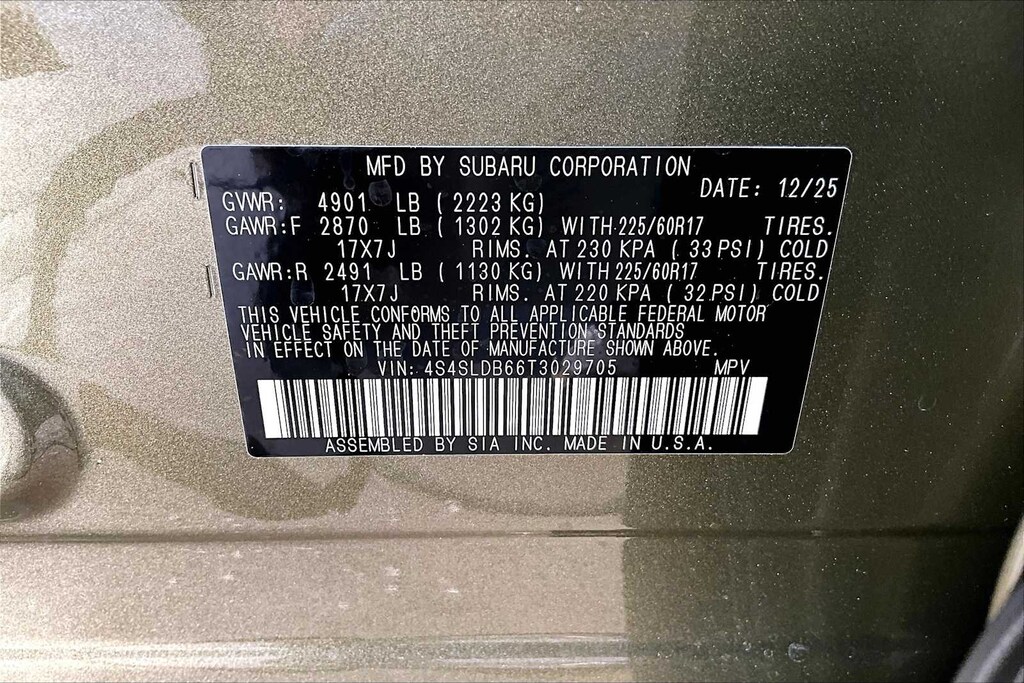 MFD BY SUBARU CORPORATION
DATE: 12/25
GVWR: 4901 LB ( 2223 KG)
GAWR:F 2870 LB ( 1302 KG) WITH 225/60R17 TIRES.
17X7J RIMS. AT 230 KPA ( 33 PSI) COLD
GAWR:R 2491 LB ( 1130 KG) WITH 225/60R17 TIRES.
17X7J RIMS. AT 220 KPA ( 32 PSI) COLD
THIS VEHICLE CONFORMS TO ALL APPLICABLE FEDERAL MOTOR
VEHICLE SAFETY AND THEFT PREVENTION STANDARDS
IN EFFECT ON THE DATE OF MANUFACTURE SHOWN ABOVE.
VIN: 4S4SLDB66T3029705 MPV
ASSEMBLED BY SIA INC. MADE IN U.S.A.